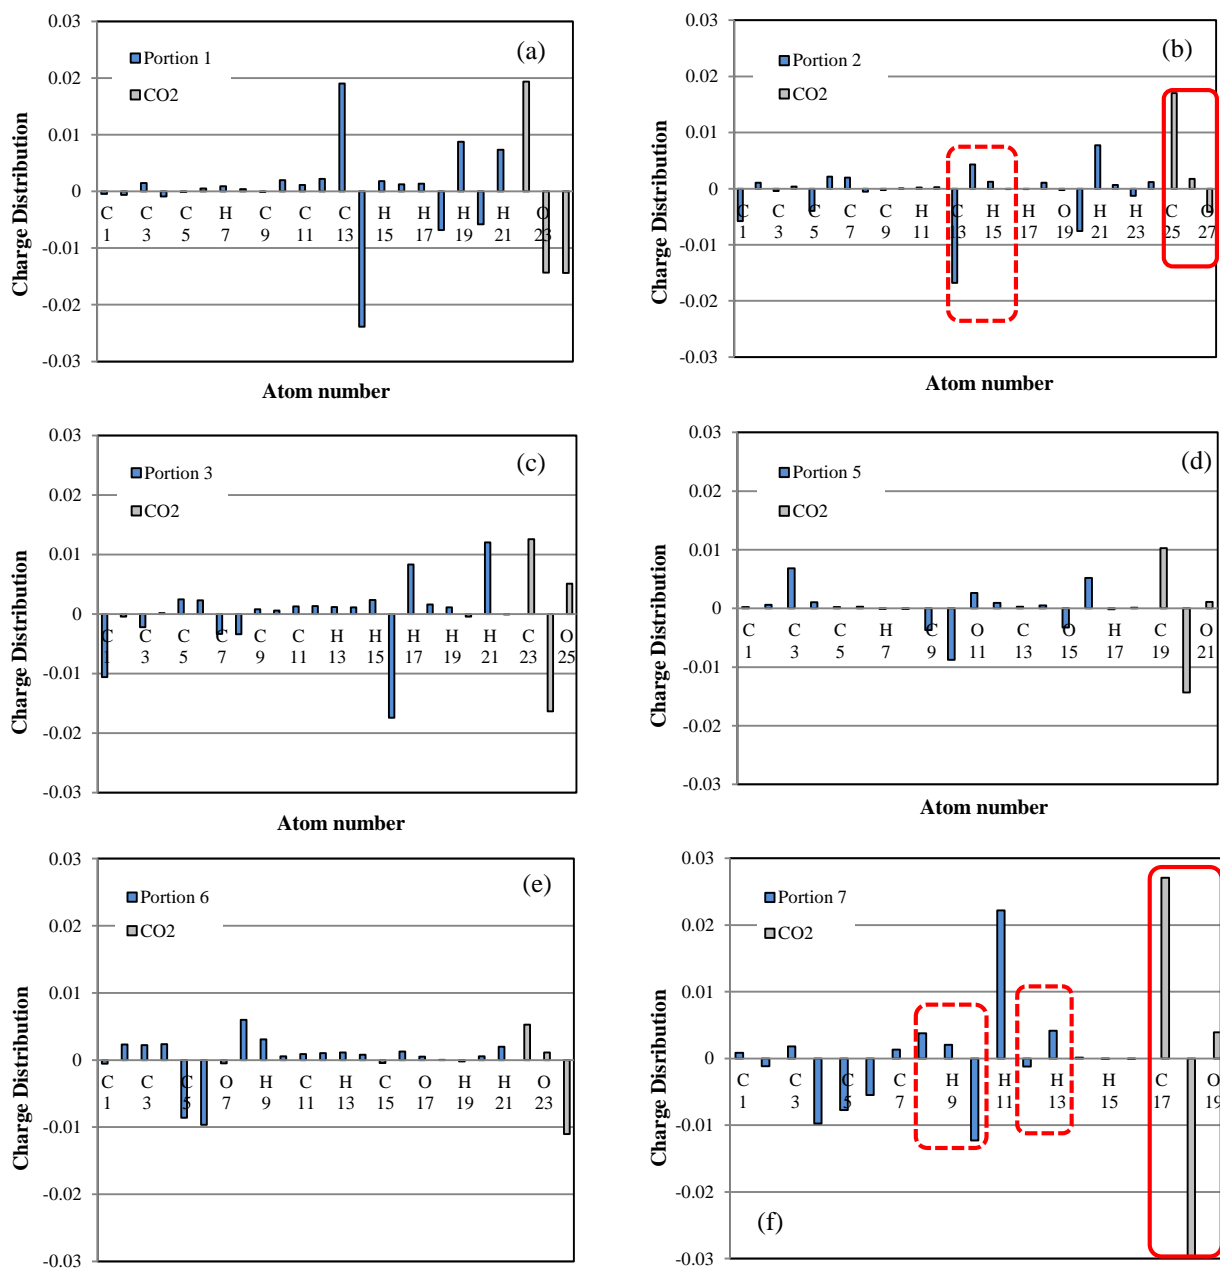 (a)
Portion 1
CO2
Charge Distribution
0.03
0.02
0.01
0
-0.01
-0.02
-0.03
C C C H C C C H H H H O
1 3 5 7 9 11 13 15 17 19 21 23
Atom number
(b)
Portion 2
CO2
Charge Distribution
0.03
0.02
0.01
0
-0.01
-0.02
-0.03
C C C C C H C H H O H H C O
1 3 5 7 9 11 13 15 17 19 21 23 25 27
Atom number
(c)
Portion 3
CO2
Charge Distribution
0.03
0.02
0.01
0
-0.01
-0.02
-0.03
C C C C C C H H H H H C O
1 3 5 7 9 11 13 15 17 19 21 23 25
Atom number
(d)
Portion 5
CO2
Charge Distribution
0.03
0.02
0.01
0
-0.01
-0.02
-0.03
C C C H C O C O H C O
1 3 5 7 9 11 13 15 17 19 21
Atom number
(e)
Portion 6
CO2
Charge Distribution
0.03
0.02
0.01
0
-0.01
-0.02
-0.03
C C C O H C H C O H H O
1 3 5 7 9 11 13 15 17 19 21 23
(f)
Portion 7
CO2
Charge Disribution
0.03
0.02
0.01
0
-0.01
-0.02
-0.03
C C C C H H H H C O
1 3 5 7 9 11 13 15 17 19